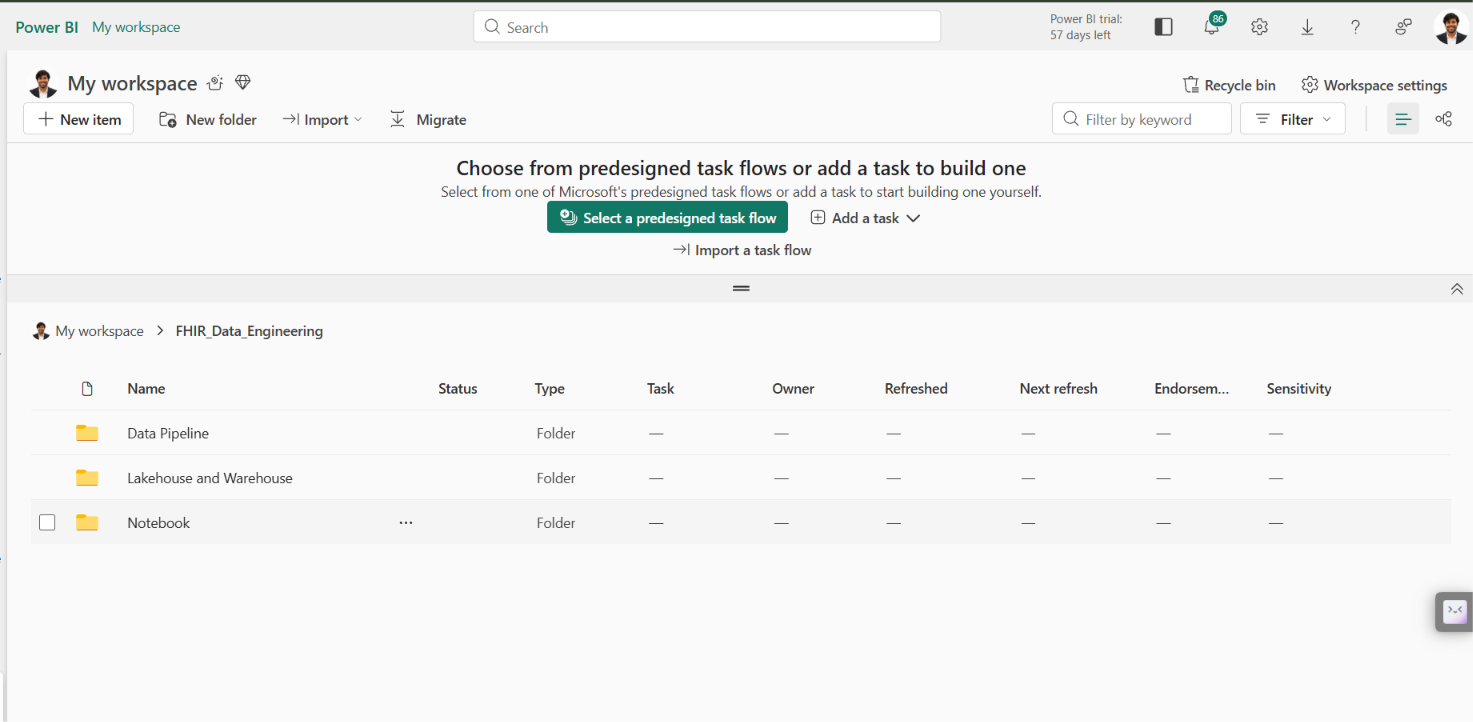 Power BI My workspace Search Power BI trial: 86
57 days left
My workspace Recycle bin Workspace settings
New item New folder Import Migrate Filter by keyword Filter
Choose from predesigned task flows or add a task to build one
Select from one of Microsoft's predesigned task flows or add a task to start building one yourself.
Select a predesigned task flow Add a task
Import a task flow
My workspace > FHIR_Data_Engineering
Name Status Type Task Owner Refreshed Next refresh Endorsem... Sensitivity
Data Pipeline Folder — — — — — —
Lakehouse and Warehouse Folder — — — — — —
Notebook ... Folder — — — — — —